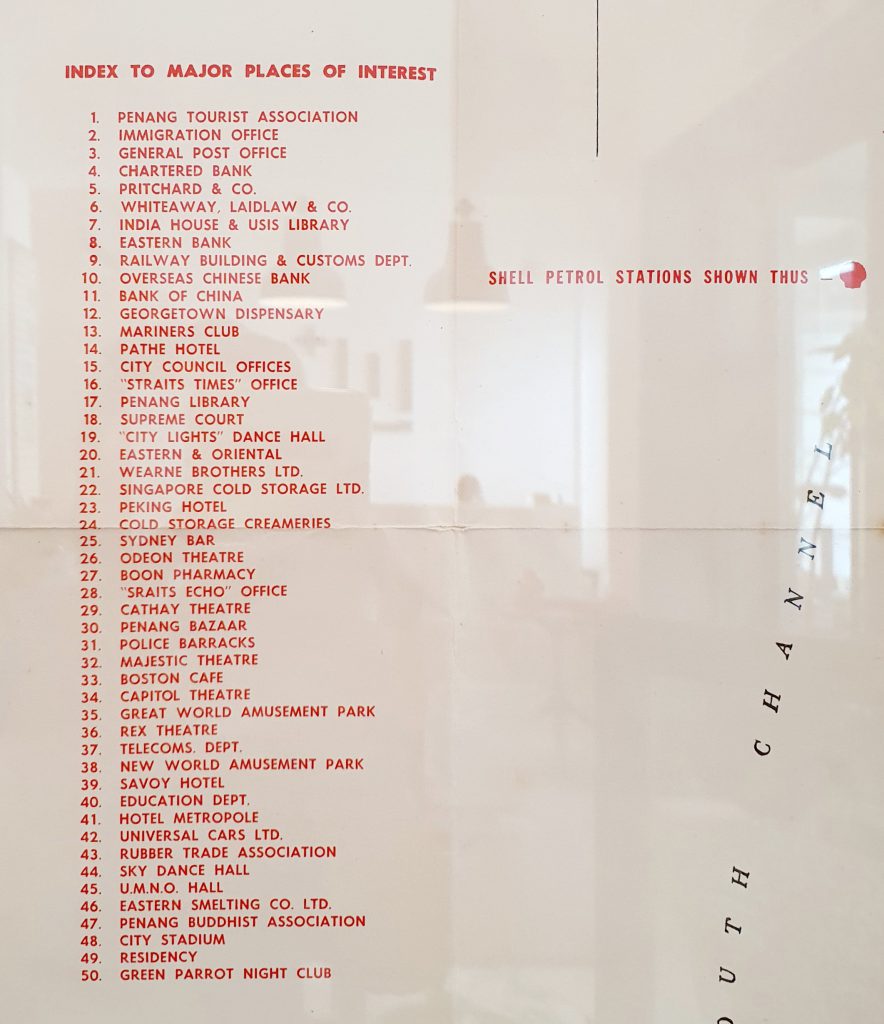 INDEX TO MAJOR PLACES OF INTEREST
1. PENANG TOURIST ASSOCIATION
2. IMMIGRATION OFFICE
3. GENERAL POST OFFICE
4. CHARTERED BANK
5. PRITCHARD & CO.
6. WHITEAWAY, LAIDLAW & CO.
7. INDIA HOUSE & USIS LIBRARY
8. EASTERN BANK
9. RAILWAY BUILDING & CUSTOMS DEPT.
10. OVERSEAS CHINESE BANK
11. BANK OF CHINA
12. GEORGETOWN DISPENSARY
13. MARINERS CLUB
14. PATHE HOTEL
15. CITY COUNCIL OFFICES
16. "STRAITS TIMES" OFFICE
17. PENANG LIBRARY
18. SUPREME COURT
19. "CITY LIGHTS" DANCE HALL
20. EASTERN & ORIENTAL
21. WEARNE BROTHERS LTD.
22. SINGAPORE COLD STORAGE LTD.
23. PEKING HOTEL
24. COLD STORAGE CREAMERIES
25. SYDNEY BAR
26. ODEON THEATRE
27. BOON PHARMACY
28. "SRAITS ECHO" OFFICE
29. CATHAY THEATRE
30. PENANG BAZAAR
31. POLICE BARRACKS
32. MAJESTIC THEATRE
33. BOSTON CAFE
34. CAPITOL THEATRE
35. GREAT WORLD AMUSEMENT PARK
36. REX THEATRE
37. TELECOMS. DEPT.
38. NEW WORLD AMUSEMENT PARK
39. SAVOY HOTEL
40. EDUCATION DEPT.
41. HOTEL METROPOLE
42. UNIVERSAL CARS LTD.
43. RUBBER TRADE ASSOCIATION
44. SKY DANCE HALL
45. U.M.N.O. HALL
46. EASTERN SMELTING CO. LTD.
47. PENANG BUDDHIST ASSOCIATION
48. CITY STADIUM
49. RESIDENCY
50. GREEN PARROT NIGHT CLUB
SHELL PETROL STATIONS SHOWN THUS –
OUTH CHANNEL